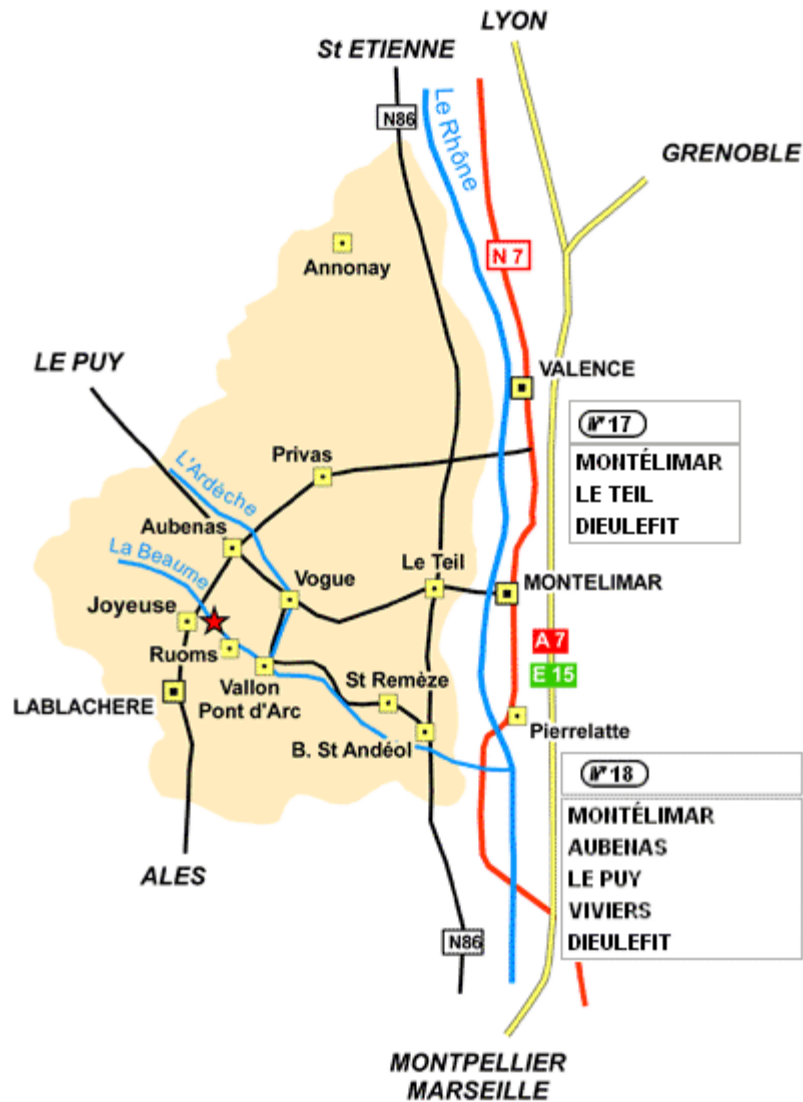 LYON
St ETIENNE
N86
Le Rhône
GRENOBLE
N 7
Annonay
LE PUY
VALENCE
N° 17
MONTÉLIMAR
LE TEIL
DIEULEFIT
Privas
L'Ardèche
Aubenas
La Beaume
Le Teil
Vogue
MONTELIMAR
Joyeuse
A 7
Ruoms
E 15
Vallon
Pont d'Arc
St Remèze
LABLACHERE
Pierrelatte
B. St Andéol
N° 18
MONTÉLIMAR
AUBENAS
LE PUY
VIVIERS
DIEULEFIT
ALES
N86
MONTPELLIER
MARSEILLE